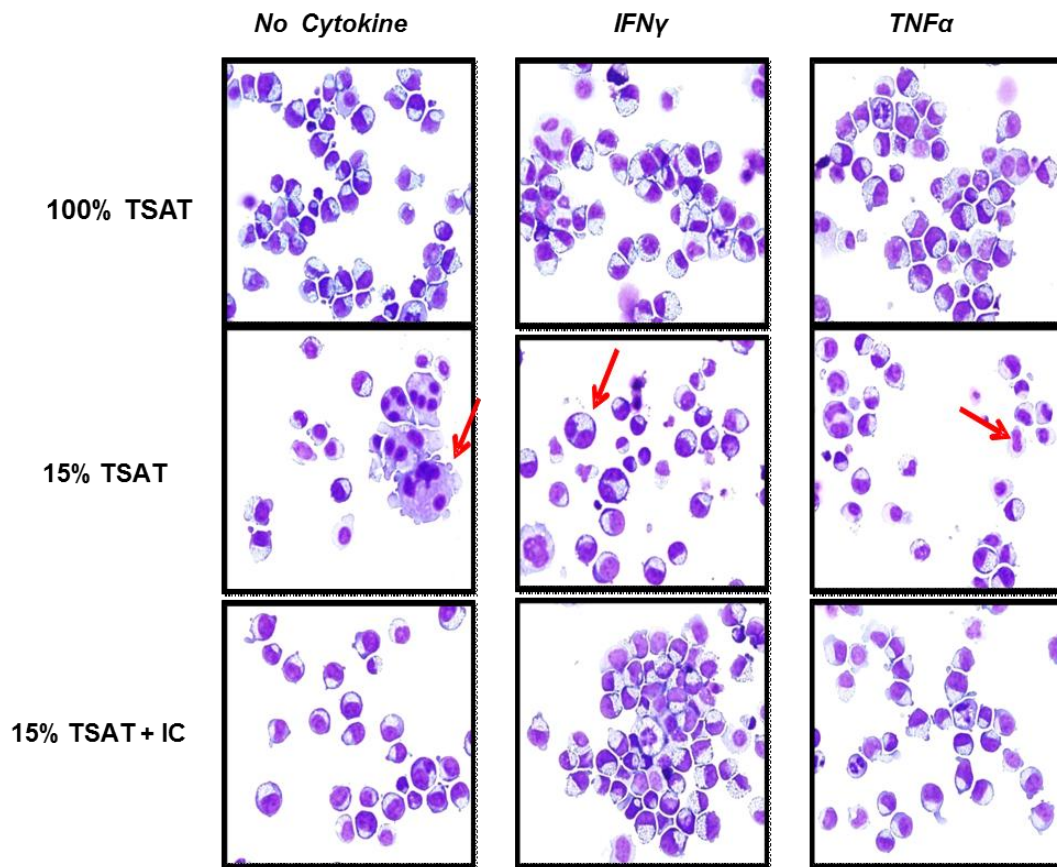 No Cytokine IFNγ TNFα
100% TSAT
15% TSAT
15% TSAT + IC